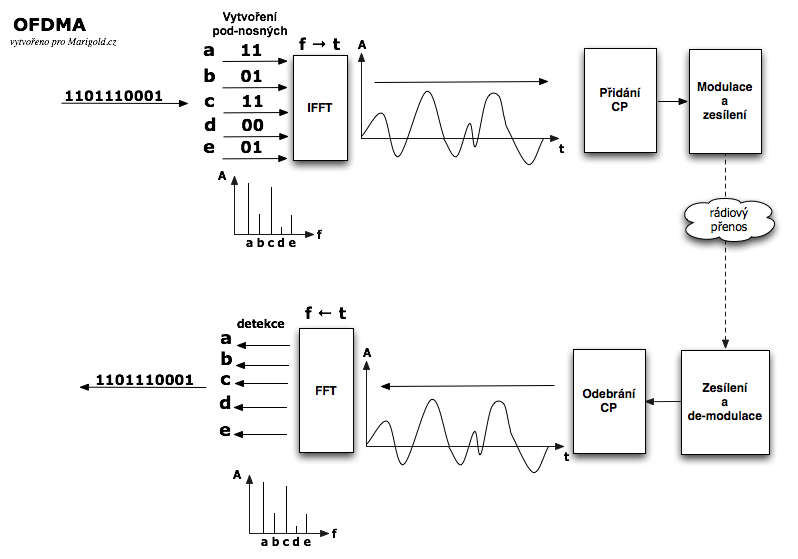 OFDMA
vytvořeno pro Marigold.cz
Vytvoření
pod-nosných
1101110001
a 11
b 01
c 11
d 00
e 01
f → t
IFFT
A
t
Přidání
CP
Modulace
a
zesílení
A
a b c d e
f
rádiový
přenos
1101110001
detekce
a
b
c
d
e
f ← t
FFT
A
t
Odebrání
CP
Zesílení
a
de-modulace
A
a b c d e
f